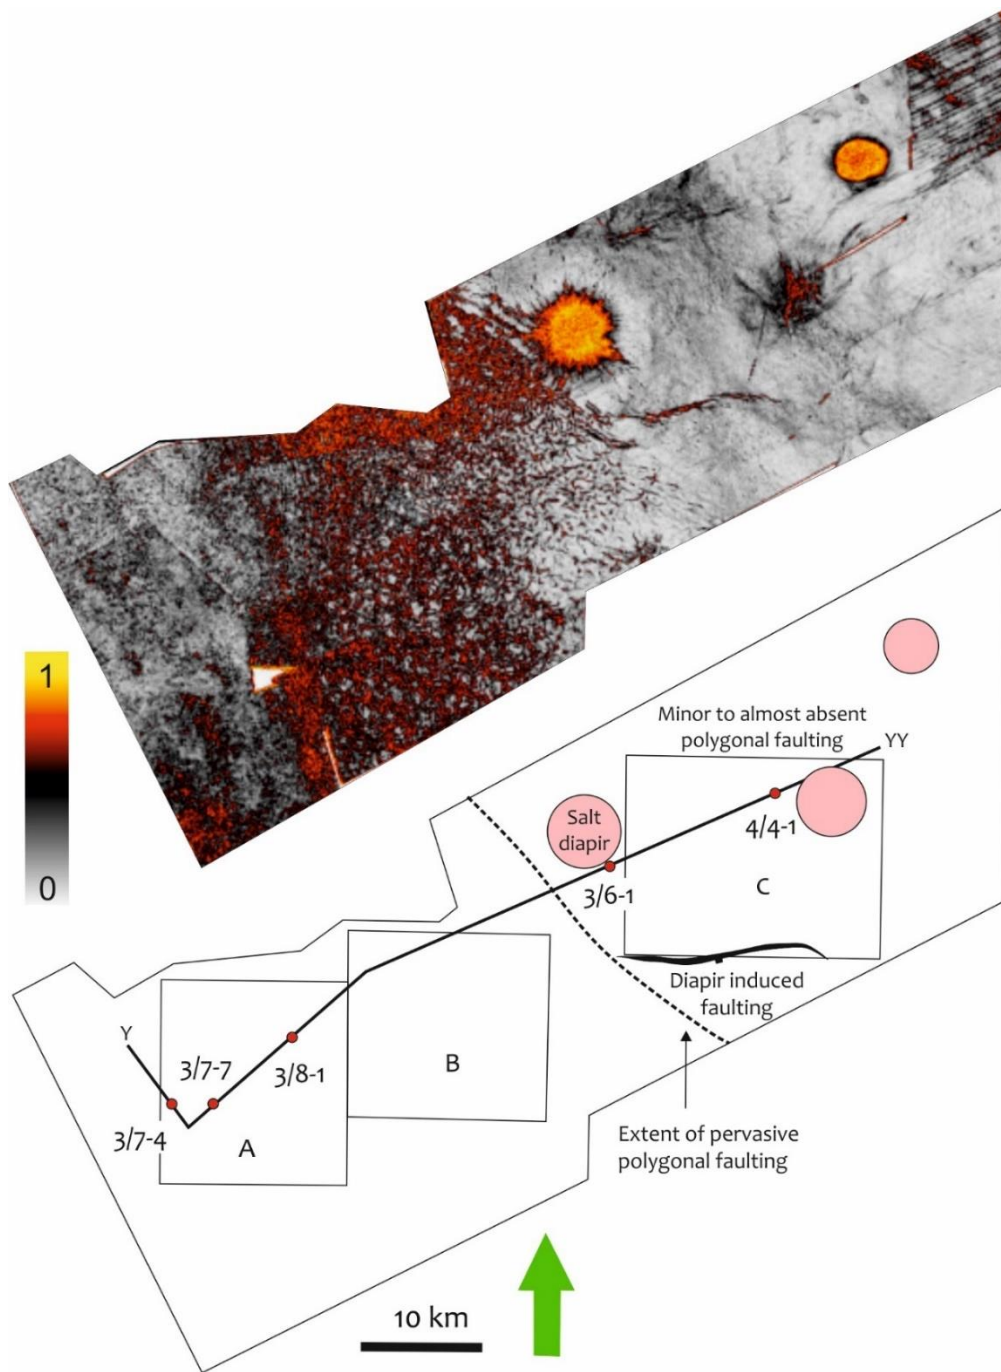 1
0
Minor to almost absent
polygonal faulting
YY
Salt
diapir
4/4-1
3/6-1
C
Diapir induced
faulting
Y
3/7-7
3/8-1
B
3/7-4
A
Extent of pervasive
polygonal faulting
10 km